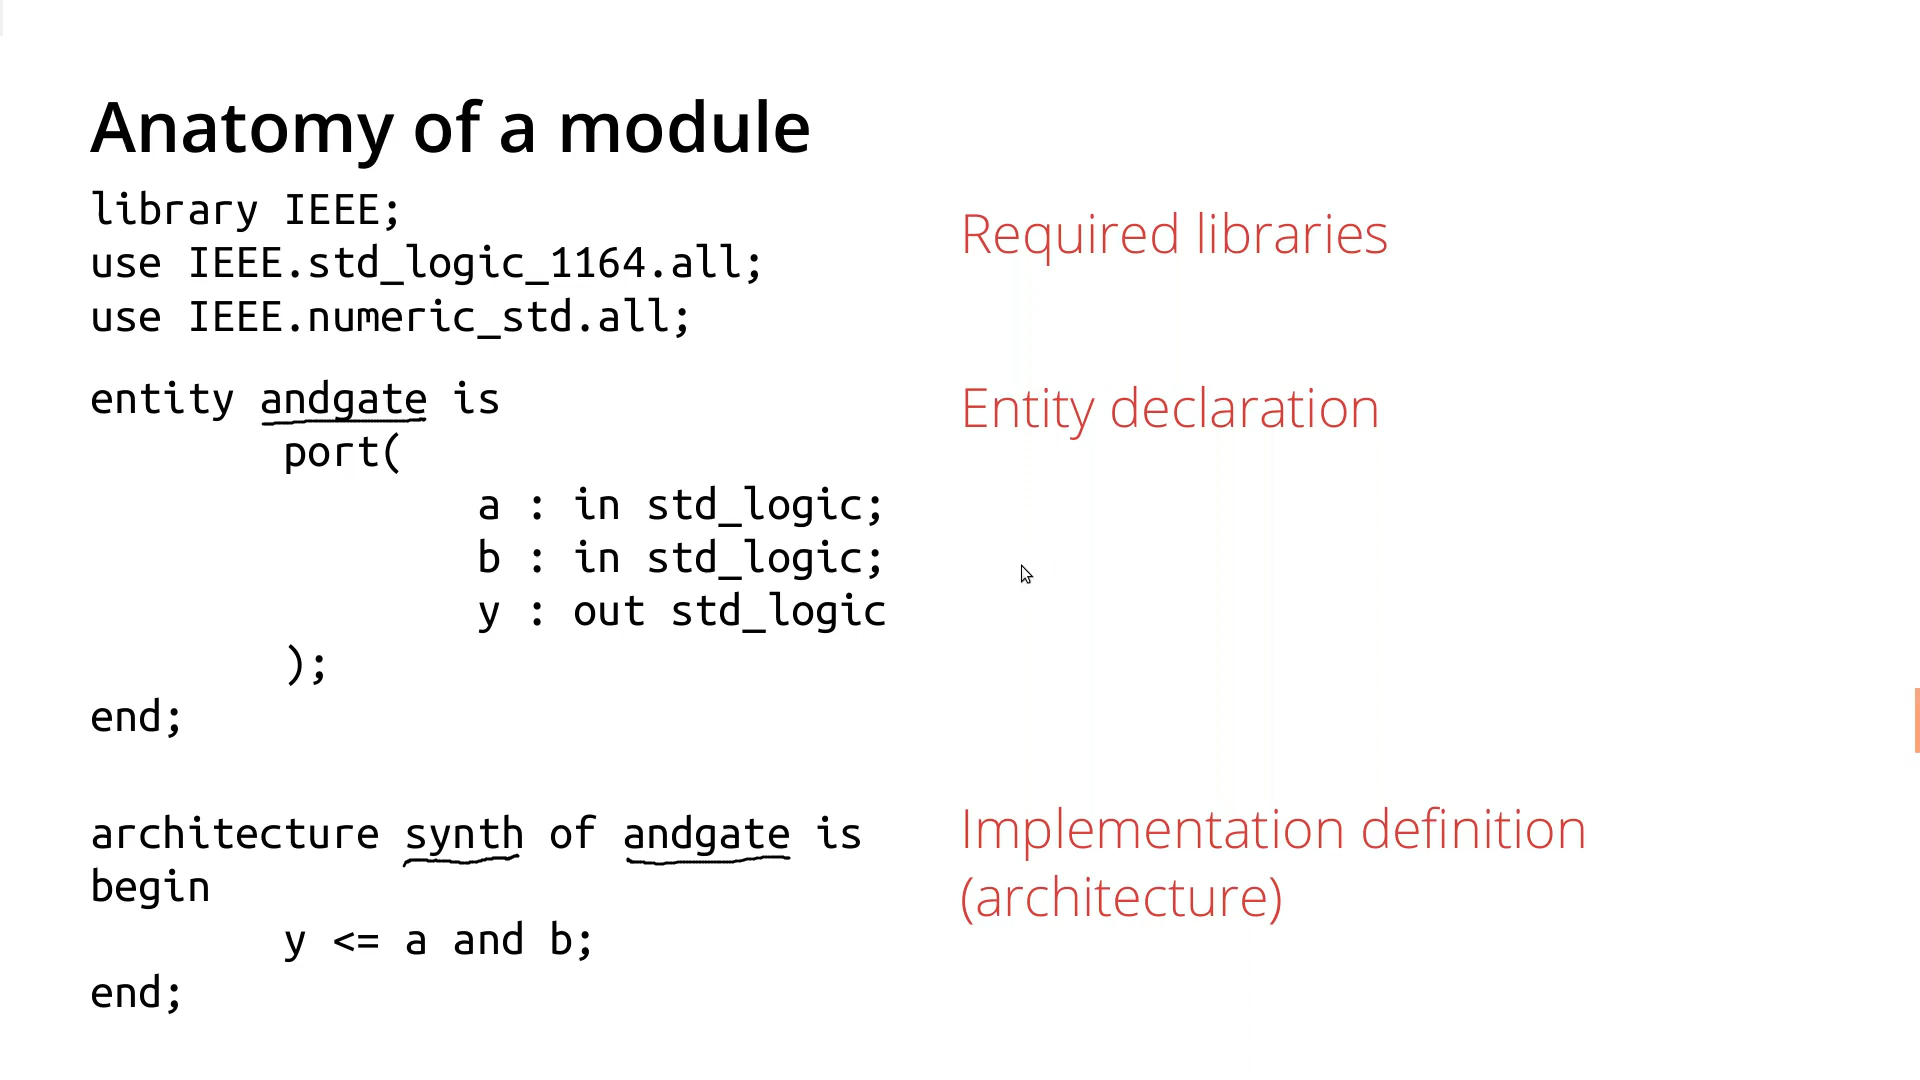 Anatomy of a module
library IEEE;
use IEEE.std_logic_1164.all;
use IEEE.numeric_std.all;
Required libraries
entity andgate is
port(
a : in std_logic;
b : in std_logic;
y : out std_logic
);
end;
Entity declaration
architecture synth of andgate is
begin
y <= a and b;
end;
Implementation definition
(architecture)